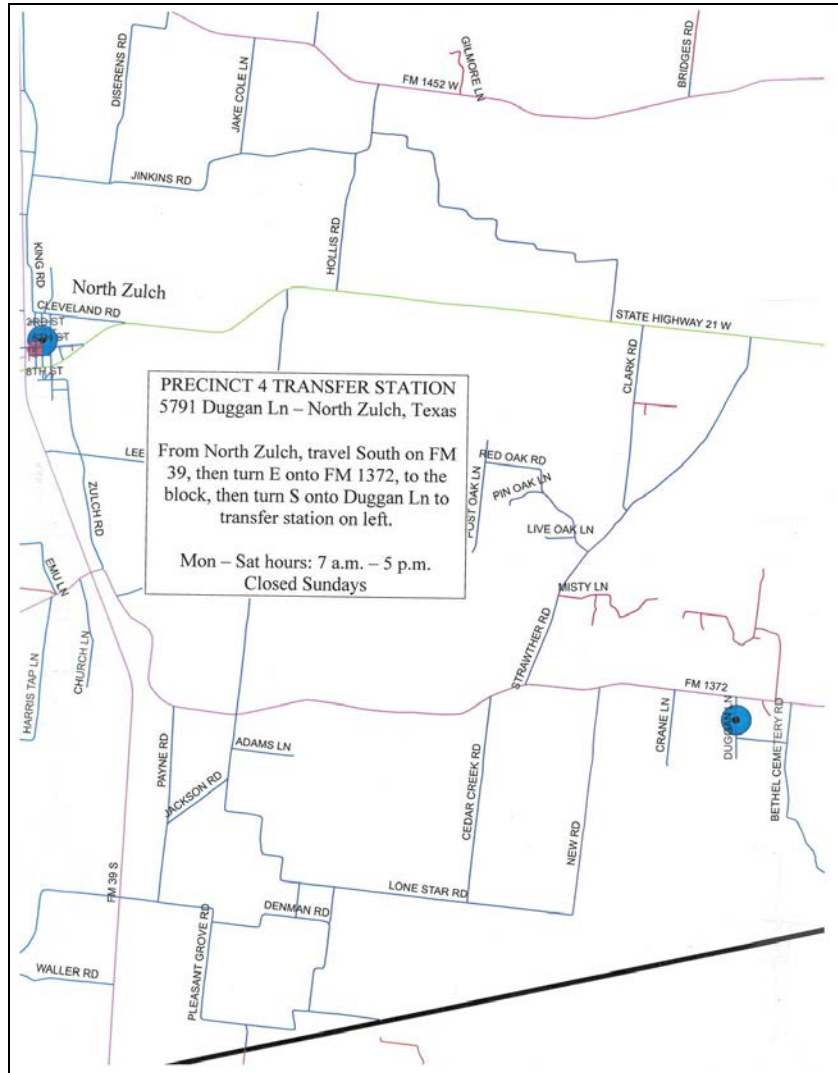 DISERENS RD
JAKE COLE LN
GILMORE LN
BRIDGES RD
FM 1452 W
JINKINS RD
HOLLIS RD
KING RD
North Zulch
CLEVELAND RD
STATE HIGHWAY 21 W
2RD ST
5TH ST
8TH ST
CLARK RD
PRECINCT 4 TRANSFER STATION
5791 Duggan Ln – North Zulch, Texas
From North Zulch, travel South on FM
39, then turn E onto FM 1372, to the
block, then turn S onto Duggan Ln to
transfer station on left.
Mon – Sat hours: 7 a.m. – 5 p.m.
Closed Sundays
LEE
RED OAK RD
PIN OAK LN
POST OAK LN
LIVE OAK LN
ZULCH RD
EMU LN
MISTY LN
CHURCH LN
HARRIS TAP LN
STRAWTHER RD
FM 1372
CRANE LN
DUGGAN LN
BETHEL CEMETERY RD
PAYNE RD
ADAMS LN
JACKSON RD
CEDAR CREEK RD
NEW RD
FM 39 S
LONE STAR RD
DENMAN RD
PLEASANT GROVE RD
WALLER RD